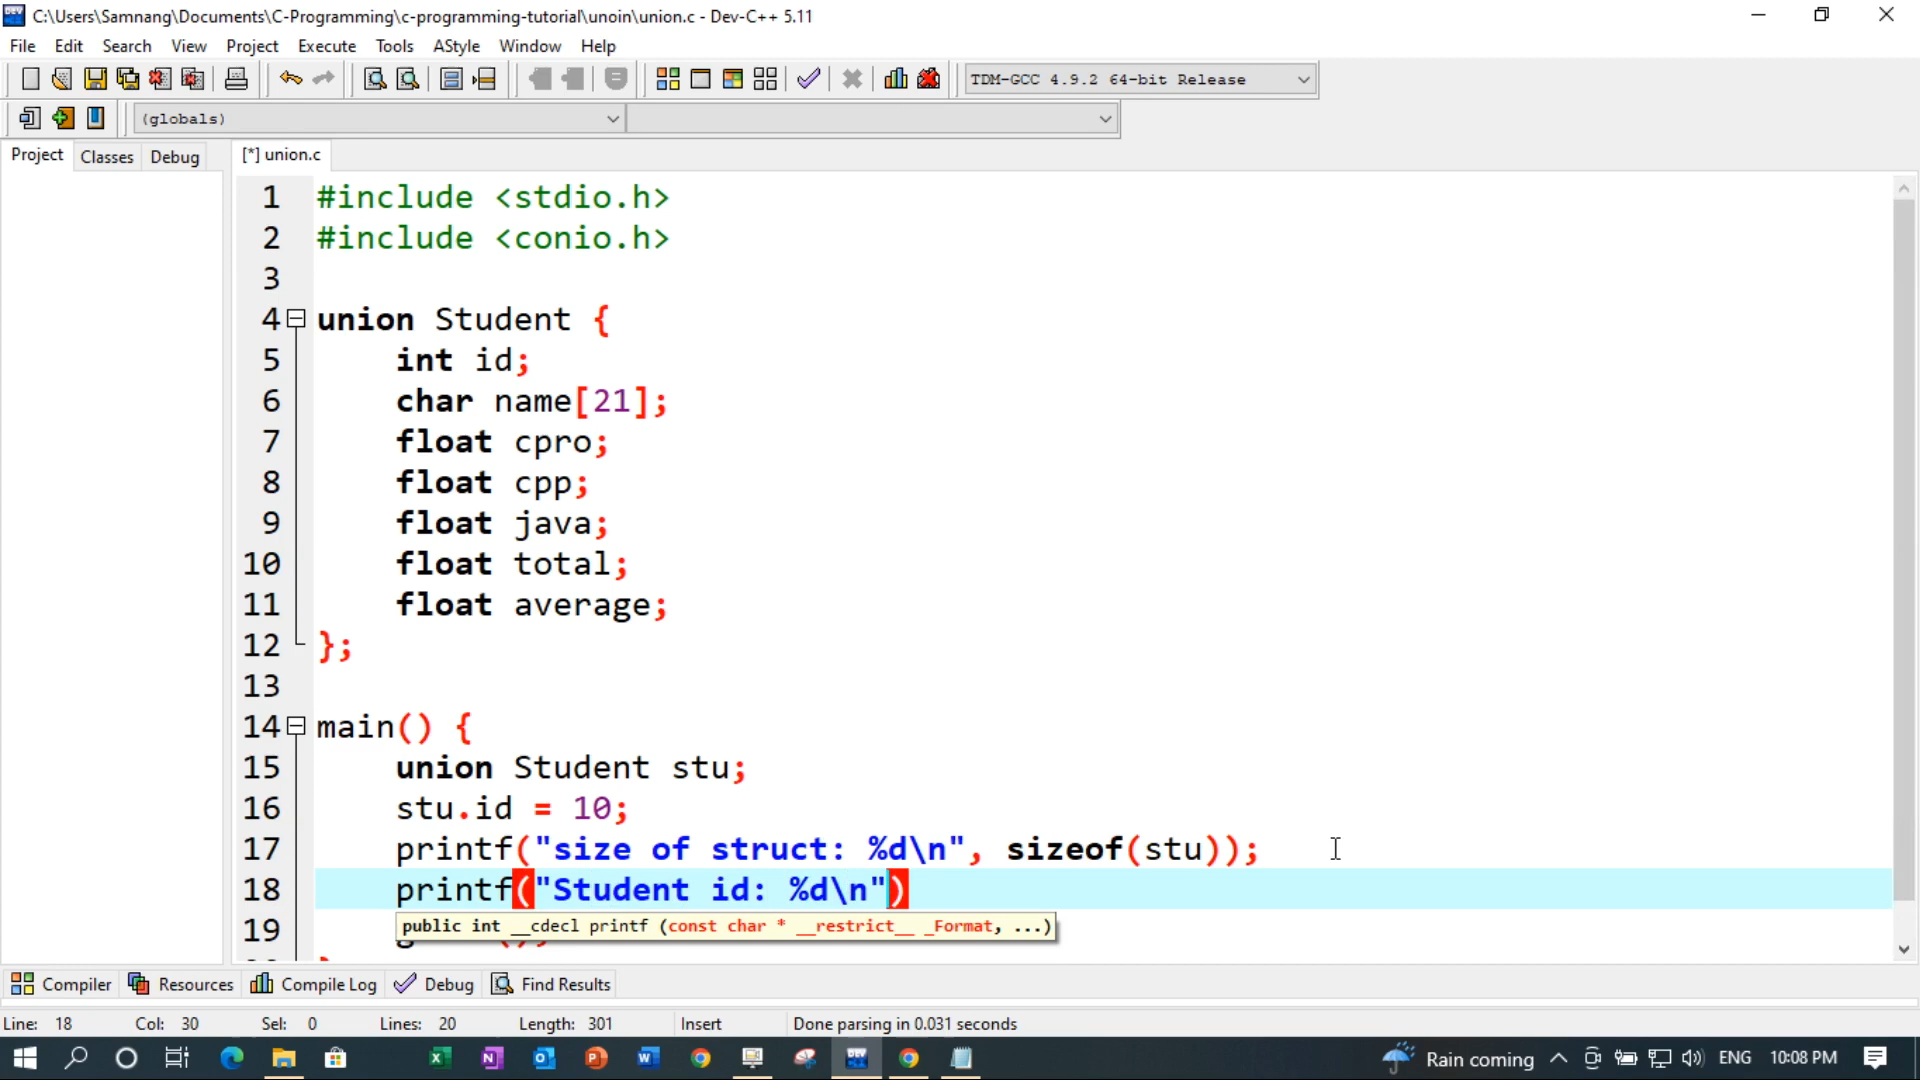 C:\Users\Samnang\Documents\C-Programming\c-programming-tutorial\unoin\union.c - Dev-C++ 5.11
File Edit Search View Project Execute Tools AStyle Window Help
TDM-GCC 4.9.2 64-bit Release
(globals)
Project Classes Debug [*] union.c
1 #include <stdio.h>
2 #include <conio.h>
3
4 union Student {
5 int id;
6 char name[21];
7 float cpro;
8 float cpp;
9 float java;
10 float total;
11 float average;
12 };
13
14 main() {
15 union Student stu;
16 stu.id = 10;
17 printf("size of struct: %d\n", sizeof(stu));
18 printf("Student id: %d\n")
public int __cdecl printf (const char * __restrict__ _Format, ...)
19
Compiler Resources Compile Log Debug Find Results
Line: 18 Col: 30 Sel: 0 Lines: 20 Length: 301 Insert Done parsing in 0.031 seconds
Rain coming ENG 10:08 PM